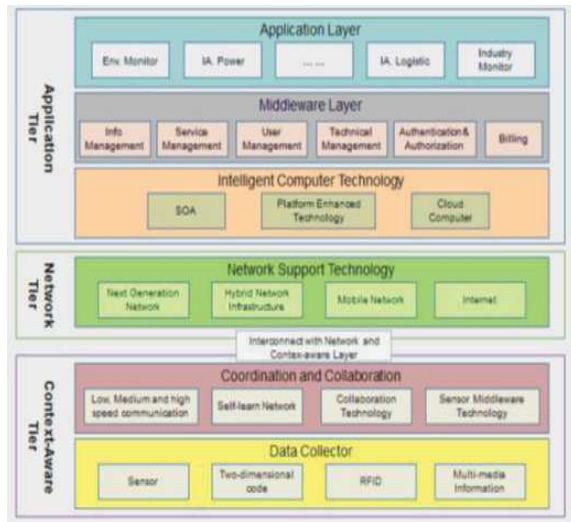 Application Tier
Application Layer
Env. Monitor
IA. Power
... ...
IA. Logistic
Industry
Monitor
Middleware Layer
Info
Management
Service
Management
User
Management
Technical
Management
Authentication &
Authorization
Billing
Intelligent Computer Technology
SOA
Platform Enhanced
Technology
Cloud
Computer
Network Tier
Network Support Technology
Next Generation
Network
Hybrid Network
Infrastructure
Mobile Network
Internet
Interconnect with Network and
Contex-aware Layer
Context-Aware Tier
Coordination and Collaboration
Low, Medium and high
speed communication
Self-learn Network
Collaboration
Technology
Sensor Middleware
Technology
Data Collector
Sensor
Two-dimensional
code
RFID
Multi-media
Information